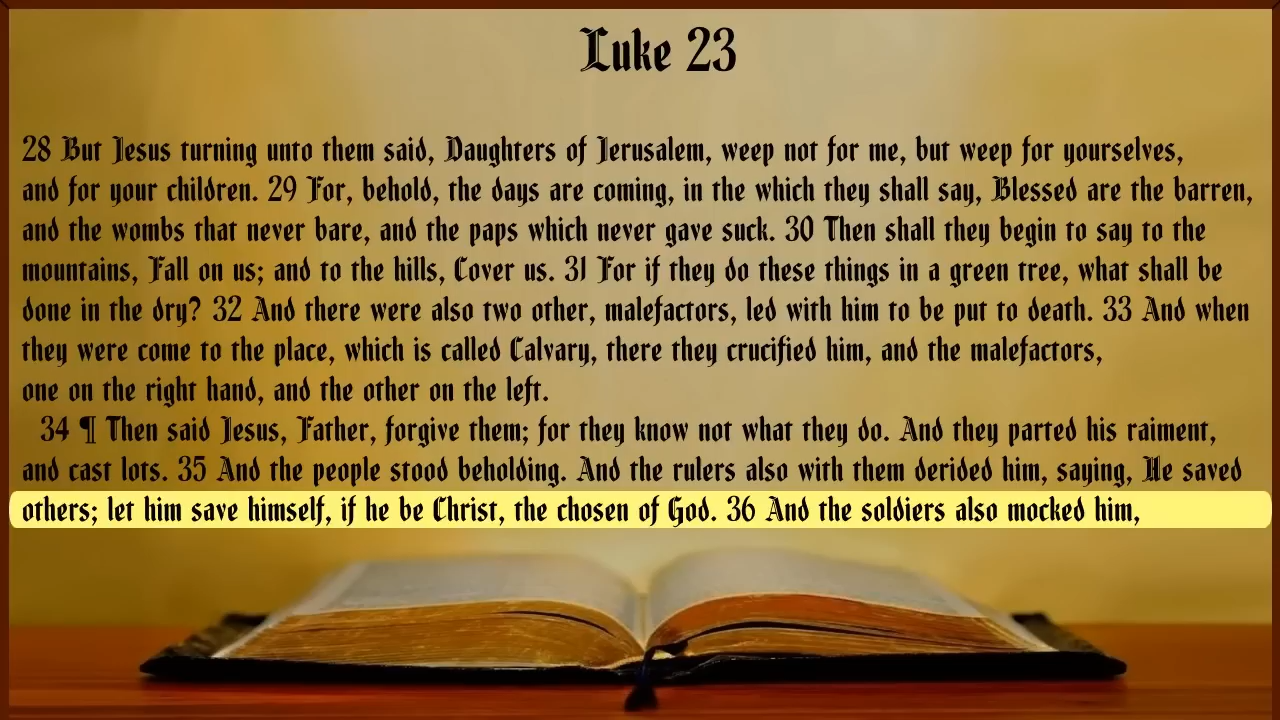 Luke 23
28 But Jesus turning unto them said, Daughters of Jerusalem, weep not for me, but weep for yourselves,
and for your children. 29 For, behold, the days are coming, in the which they shall say, Blessed are the barren,
and the wombs that never bare, and the paps which never gave suck. 30 Then shall they begin to say to the
mountains, Fall on us; and to the hills, Cover us. 31 For if they do these things in a green tree, what shall be
done in the dry? 32 And there were also two other, malefactors, led with him to be put to death. 33 And when
they were come to the place, which is called Calvary, there they crucified him, and the malefactors,
one on the right hand, and the other on the left.
34 ¶ Then said Jesus, Father, forgive them; for they know not what they do. And they parted his raiment,
and cast lots. 35 And the people stood beholding. And the rulers also with them derided him, saying, He saved
others; let him save himself, if he be Christ, the chosen of God. 36 And the soldiers also mocked him,